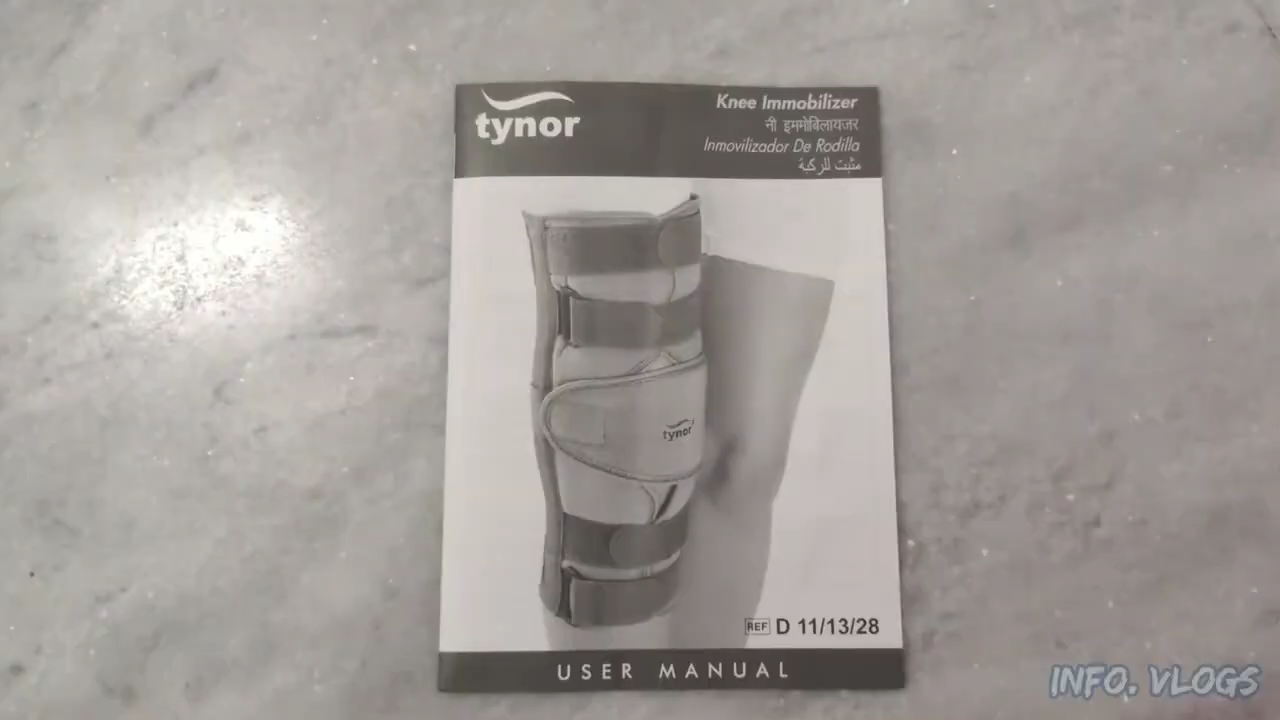 tynor
Knee Immobilizer
नी इममोबिलायजर
Inmovilizador De Rodilla
مثبت للركبة
tynor
REF D 11/13/28
USER MANUAL
INFO. VLOGS